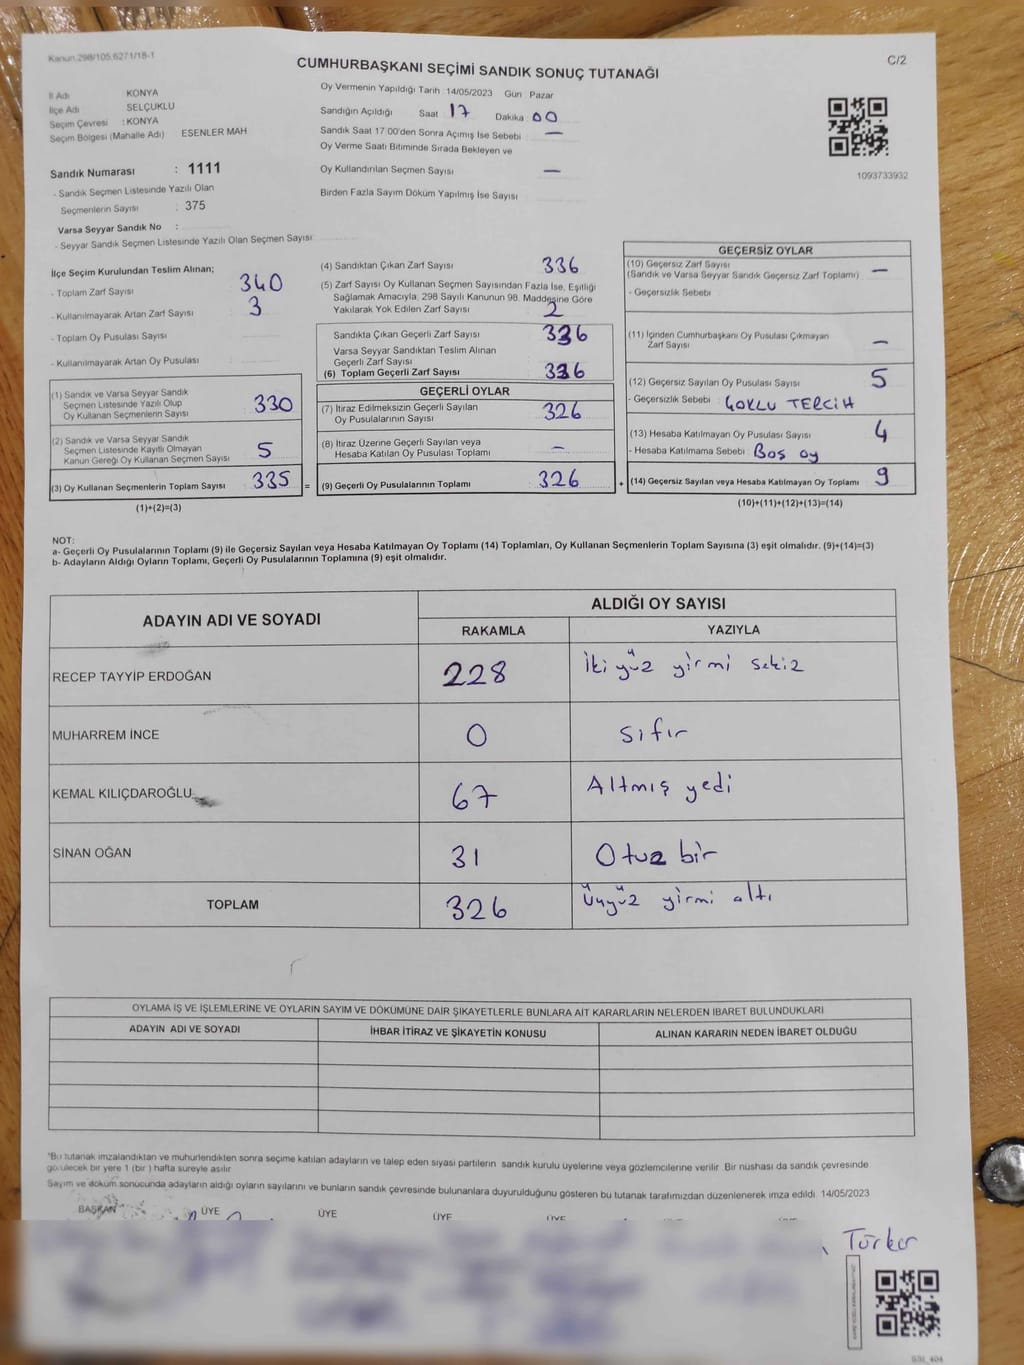 Kanun:298/105,6271/18-1
C/2
CUMHURBAŞKANI SEÇİMİ SANDIK SONUÇ TUTANAĞI
İl Adı KONYA
İlçe Adı SELÇUKLU
Seçim Çevresi : KONYA
Seçim Bölgesi (Mahalle Adı) ESENLER MAH
Oy Vermenin Yapıldığı Tarih :14/05/2023 Gün Pazar
Sandığın Açıldığı Saat 17 Dakika 00
Sandık Saat 17.00'den Sonra Açımış İse Sebebi —
Oy Verme Saati Bitiminde Sırada Bekleyen ve
Oy Kullandırılan Seçmen Sayısı —
Birden Fazla Sayım Döküm Yapılmış İse Sayısı
1093733932
Sandık Numarası : 1111
- Sandık Seçmen Listesinde Yazılı Olan
Seçmenlerin Sayısı : 375
Varsa Seyyar Sandık No :
- Seyyar Sandık Seçmen Listesinde Yazılı Olan Seçmen Sayısı
İlçe Seçim Kurulundan Teslim Alınan;
- Toplam Zarf Sayısı 340
- Kullanılmayarak Artan Zarf Sayısı 3
- Toplam Oy Pusulası Sayısı
- Kullanılmayarak Artan Oy Pusulası
(1) Sandık ve Varsa Seyyar Sandık
Seçmen Listesinde Yazılı Olup
Oy Kullanan Seçmenlerin Sayısı 330
(2) Sandık ve Varsa Seyyar Sandık
Seçmen Listesinde Kayıtlı Olmayan
Kanun Gereği Oy Kullanan Seçmen Sayısı 5
(3) Oy Kullanan Seçmenlerin Toplam Sayısı 335 =
(1)+(2)=(3)
(4) Sandıktan Çıkan Zarf Sayısı 336
(5) Zarf Sayısı Oy Kullanan Seçmen Sayısından Fazla İse, Eşitliği
Sağlamak Amacıyla, 298 Sayılı Kanunun 98. Maddesine Göre
Yakılarak Yok Edilen Zarf Sayısı 2
Sandıkta Çıkan Geçerli Zarf Sayısı 336
Varsa Seyyar Sandıktan Teslim Alınan
Geçerli Zarf Sayısı
(6) Toplam Geçerli Zarf Sayısı 336
GEÇERLİ OYLAR
(7) İtiraz Edilmeksizin Geçerli Sayılan
Oy Pusulasının Sayısı 326
(8) İtiraz Üzerine Geçerli Sayılan veya
Hesaba Katılan Oy Pusulası Toplamı —
(9) Geçerli Oy Pusulalarının Toplamı 326 +
GEÇERSİZ OYLAR
(10) Geçersiz Zarf Sayısı —
(Sandık ve Varsa Seyyar Sandık Geçersiz Zarf Toplamı)
- Geçersizlik Sebebi
(11) İçinden Cumhurbaşkanı Oy Pusulası Çıkmayan
Zarf Sayısı —
(12) Geçersiz Sayılan Oy Pusulası Sayısı 5
- Geçersizlik Sebebi : ÇOKLU TERCİH
(13) Hesaba Katılmayan Oy Pusulası Sayısı 4
- Hesaba Katılmama Sebebi : Boş oy
(14) Geçersiz Sayılan veya Hesaba Katılmayan Oy Toplamı 9
(10)+(11)+(12)+(13)=(14)
NOT:
a- Geçerli Oy Pusulalarının Toplamı (9) ile Geçersiz Sayılan veya Hesaba Katılmayan Oy Toplamı (14) Toplamları, Oy Kullanan Seçmenlerin Toplam Sayısına (3) eşit olmalıdır. (9)+(14)=(3)
b- Adayların Aldığı Oyların Toplamı, Geçerli Oy Pusulalarının Toplamına (9) eşit olmalıdır.
ADAYIN ADI VE SOYADI
ALDIĞI OY SAYISI
RAKAMLA YAZIYLA
RECEP TAYYİP ERDOĞAN 228 İki yüz yirmi sekiz
MUHARREM İNCE 0 Sıfır
KEMAL KILIÇDAROĞLU 67 Altmış yedi
SİNAN OĞAN 31 Otuz bir
TOPLAM 326 Üçyüz yirmi altı
OYLAMA İŞ VE İŞLEMLERİNE VE OYLARIN SAYIM VE DÖKÜMÜNE DAİR ŞİKAYETLERLE BUNLARA AİT KARARLARIN NELERDEN İBARET BULUNDUKLARI
ADAYIN ADI VE SOYADI İHBAR İTİRAZ VE ŞİKAYETİN KONUSU ALINAN KARARIN NEDEN İBARET OLDUĞU
"Bu tutanak imzalandıktan ve mühürlendikten sonra seçime katılan adayların ve talep eden siyasi partilerin sandık kurulu üyelerine veya gözlemcilerine verilir. Bir nüshası da sandık çevresinde
görülecek bir yere 1 (bir) hafta süreyle asılır
Sayım ve döküm sonucunda adayların aldığı oyların sayılarını ve bunların sandık çevresinde bulunanlara duyurulduğunu gösteren bu tutanak tarafımızdan düzenlenerek imza edildi. 14/05/2023
BAŞKAN ÜYE ÜYE ÜYE ÜYE
Türker